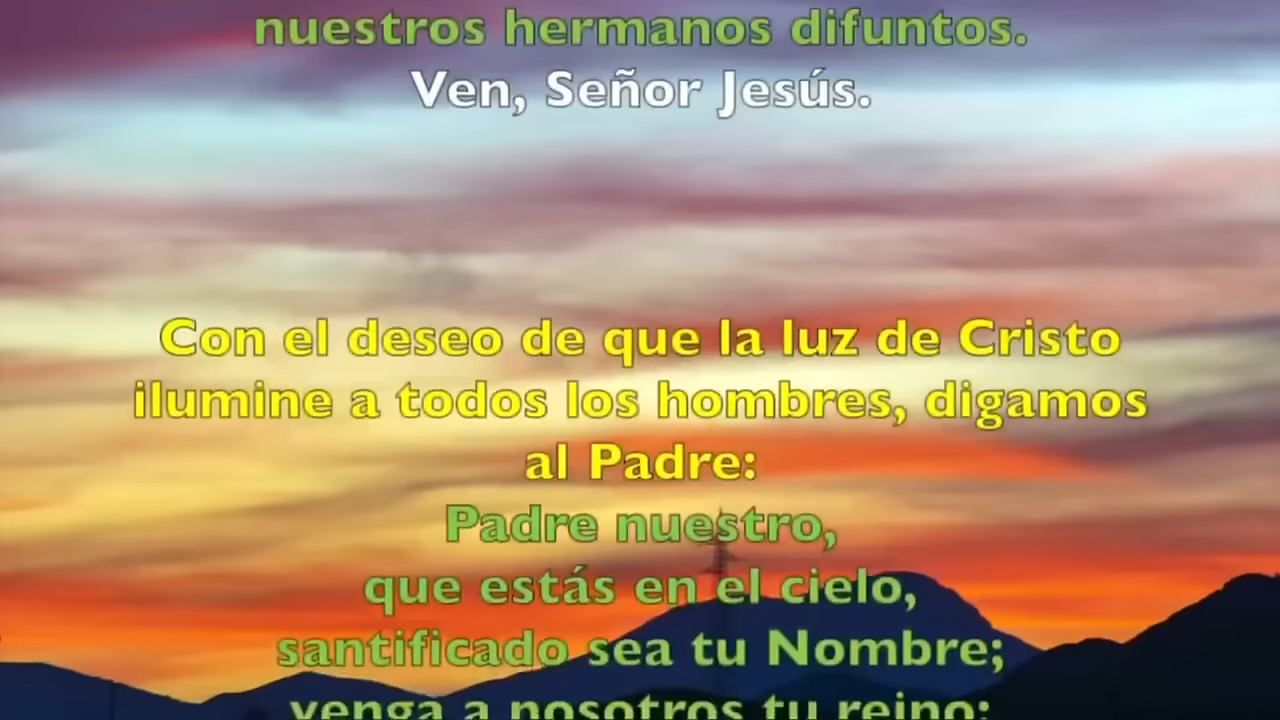 nuestros hermanos difuntos.
Ven, Señor Jesús.
Con el deseo de que la luz de Cristo
ilumine a todos los hombres, digamos
al Padre:
Padre nuestro,
que estás en el cielo,
santificado sea tu Nombre;
venga a nosotros tu reino;